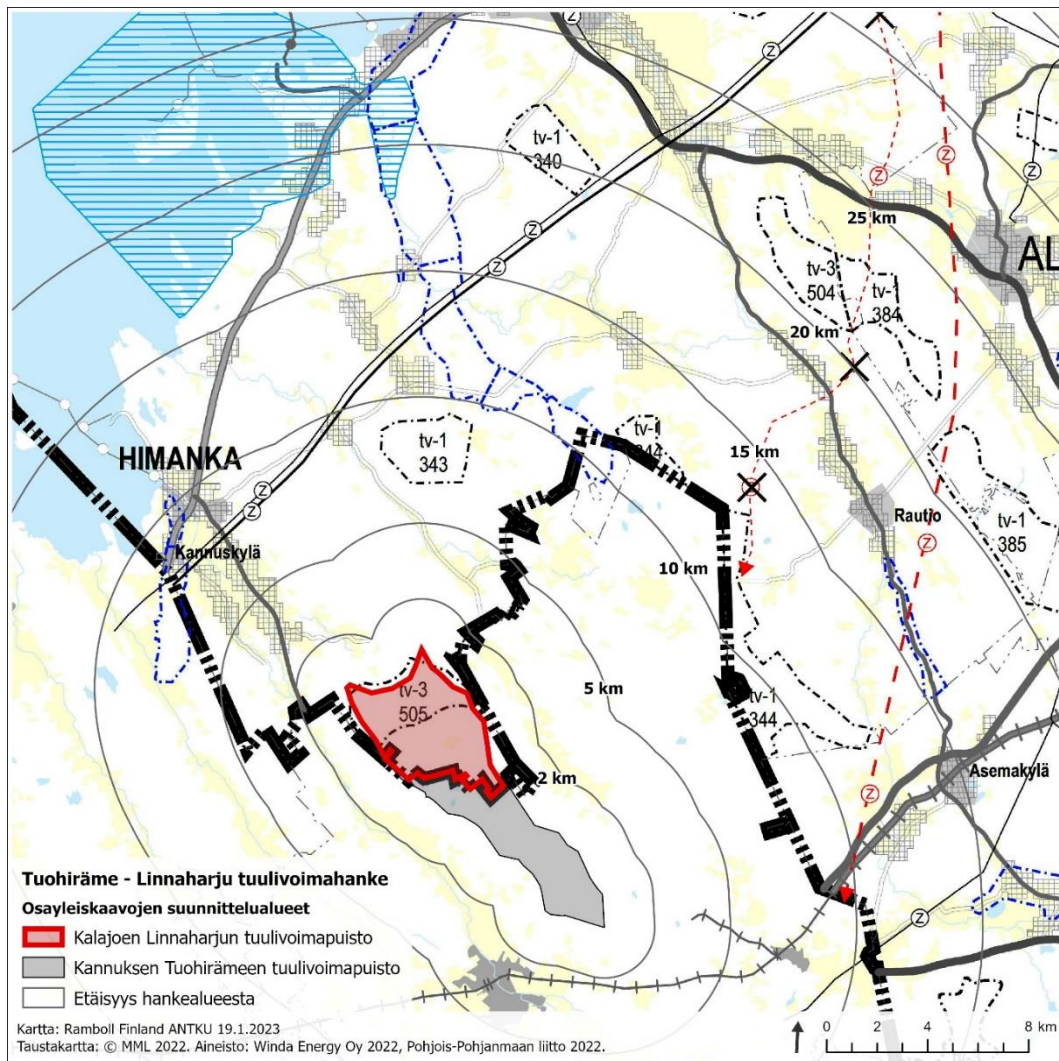 tv-1
340
25 km
AL
tv-3
504
tv-1
384
20 km
HIMANKA
tv-1
343
tv-1
344
15 km
Rautio
tv-1
385
Kannuskylä
10 km
tv-3
505
5 km
tv-1
344
2 km
Asemakylä
Tuohiräme - Linnaharju tuulivoimahanke
Osayleiskaavojen suunnittelualueet
Kalajoen Linnaharjun tuulivoimapuisto
Kannuksen Tuohirämeen tuulivoimapuisto
Etäisyys hankealueesta
Kartta: Ramboll Finland ANTKU 19.1.2023
Taustakartta: © MML 2022. Aineisto: Winda Energy Oy 2022, Pohjois-Pohjanmaan liitto 2022.
0 2 4 8 km
z
z
z
z
z
z
z
z
z
z